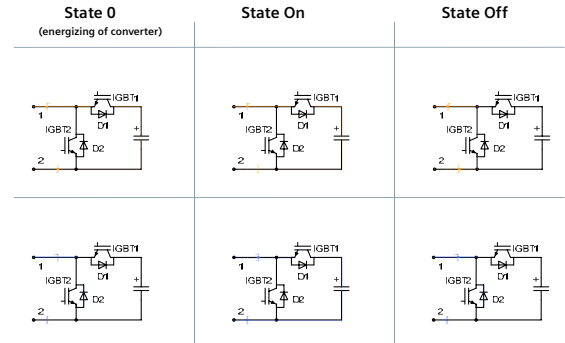 State 0
State On
State Off
(energizing of converter)
IGBT1
IGBT1
IGBT1
1
D1
1
D1
1
D1
IGBT2
+
IGBT2
+
IGBT2
+
D2
D2
D2
2
2
2
IGBT1
IGBT1
IGBT1
1
D1
1
D1
1
D1
IGBT2
+
IGBT2
+
IGBT2
+
D2
D2
D2
2
2
2